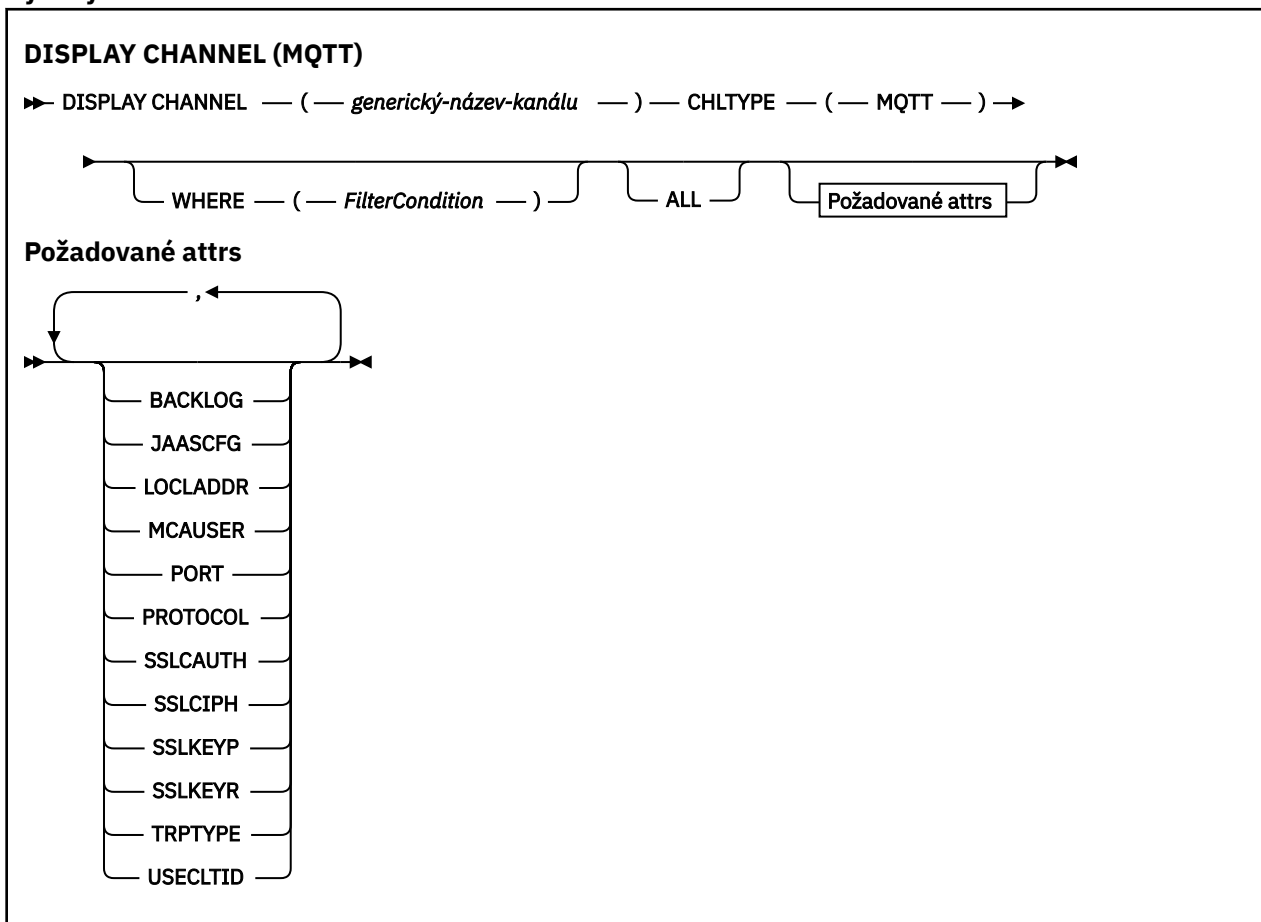 DISPLAY CHANNEL (MQTT)
DISPLAY CHANNEL ( generický-název-kanálu ) CHLTYPE ( MQTT )
WHERE ( FilterCondition ) ALL Požadované attrs
Požadované attrs
,
BACKLOG
JAASCFG
LOCLADDR
MCAUSER
PORT
PROTOCOL
SSLCAUTH
SSLCIPH
SSLKEYP
SSLKEYR
TRPTYPE
USECLTID